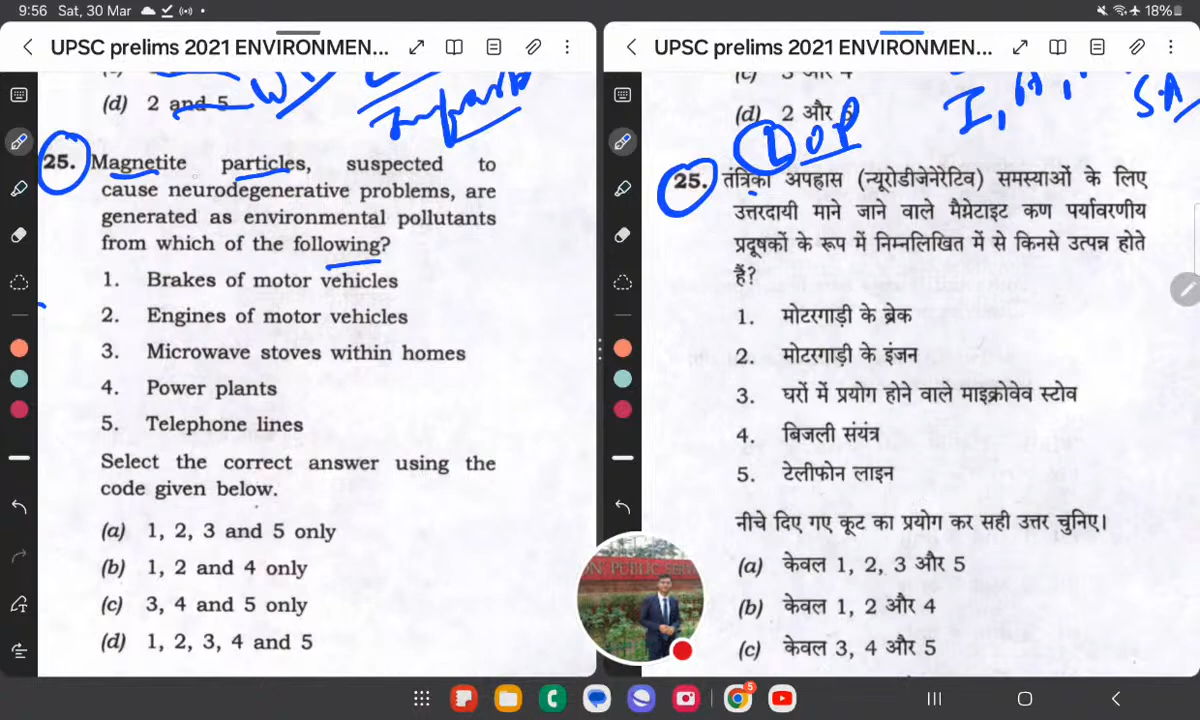 9:56 Sat, 30 Mar
18%
UPSC prelims 2021 ENVIRONMEN...
(d) 2 and 5
25. Magnetite particles, suspected to
cause neurodegenerative problems, are
generated as environmental pollutants
from which of the following?
1. Brakes of motor vehicles
2. Engines of motor vehicles
3. Microwave stoves within homes
4. Power plants
5. Telephone lines
Select the correct answer using the
code given below.
(a) 1, 2, 3 and 5 only
(b) 1, 2 and 4 only
(c) 3, 4 and 5 only
(d) 1, 2, 3, 4 and 5
UPSC prelims 2021 ENVIRONMEN...
(c) 3 और 4
(d) 2 और 5
25. तंत्रिका अपह्रास (न्यूरोडीजेनेरेटिव) समस्याओं के लिए
उत्तरदायी माने जाने वाले मैग्नेटाइट कण पर्यावरणीय
प्रदूषकों के रूप में निम्नलिखित में से किनसे उत्पन्न होते
हैं?
1. मोटरगाड़ी के ब्रेक
2. मोटरगाड़ी के इंजन
3. घरों में प्रयोग होने वाले माइक्रोवेव स्टोव
4. बिजली संयंत्र
5. टेलीफोन लाइन
नीचे दिए गए कूट का प्रयोग कर सही उत्तर चुनिए।
(a) केवल 1, 2, 3 और 5
(b) केवल 1, 2 और 4
(c) केवल 3, 4 और 5
5